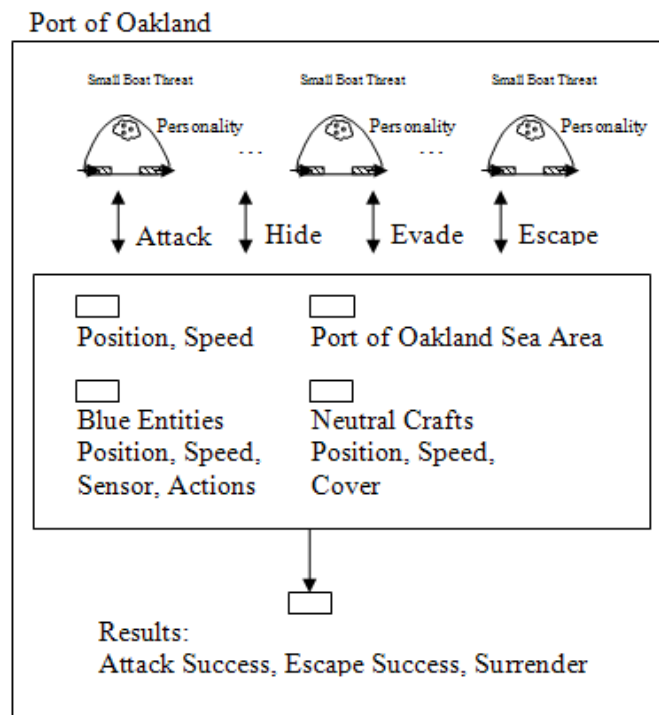 Port of Oakland
Small Boat Threat Small Boat Threat Small Boat Threat
Personality Personality Personality
... ...
Attack Hide Evade Escape
Position, Speed Port of Oakland Sea Area
Blue Entities Neutral Crafts
Position, Speed, Position, Speed,
Sensor, Actions Cover
Results:
Attack Success, Escape Success, Surrender